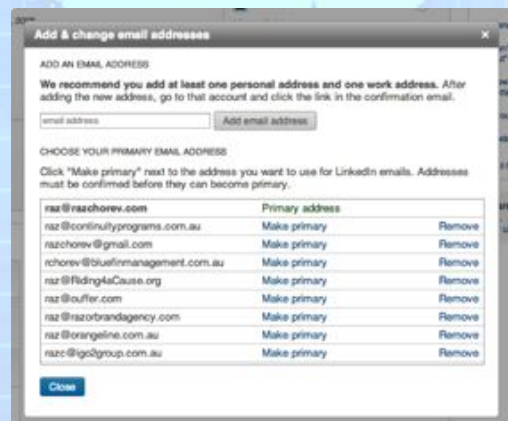 Add & change email addresses
×
ADD AN EMAIL ADDRESS
We recommend you add at least one personal address and one work address. After
adding the new address, go to that account and click the link in the confirmation email.
email address Add email address
CHOOSE YOUR PRIMARY EMAIL ADDRESS
Click "Make primary" next to the address you want to use for LinkedIn emails. Addresses
must be confirmed before they can become primary.
raz@razchorev.com Primary address
raz@continuityprograms.com.au Make primary Remove
razchorev@gmail.com Make primary Remove
rchorev@bluefinmanagement.com.au Make primary Remove
raz@Riding4aCause.org Make primary Remove
raz@ouffer.com Make primary Remove
raz@razorbrandagency.com Make primary Remove
raz@orangeline.com.au Make primary Remove
razc@igo2group.com.au Make primary Remove
Close